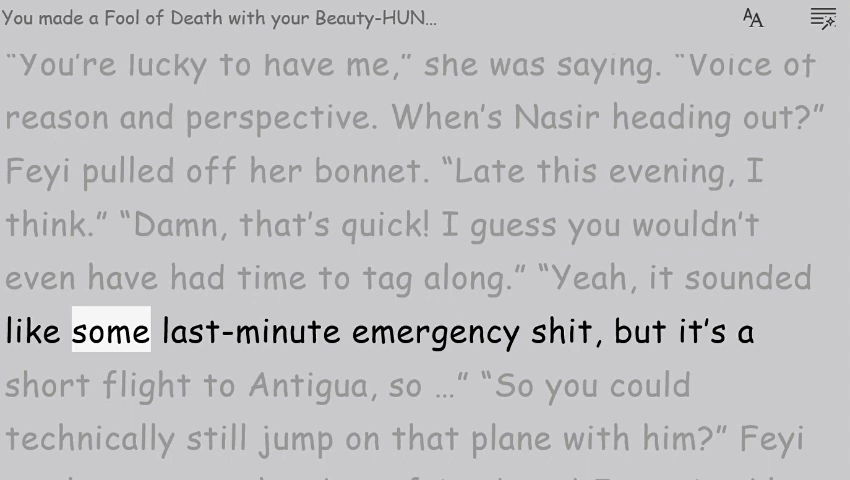 You made a Fool of Death with your Beauty-HUN...
AA
"You're lucky to have me," she was saying. "Voice of
reason and perspective. When's Nasir heading out?"
Feyi pulled off her bonnet. "Late this evening, I
think." "Damn, that's quick! I guess you wouldn't
even have had time to tag along." "Yeah, it sounded
like some last-minute emergency shit, but it's a
short flight to Antigua, so …" "So you could
technically still jump on that plane with him?" Feyi